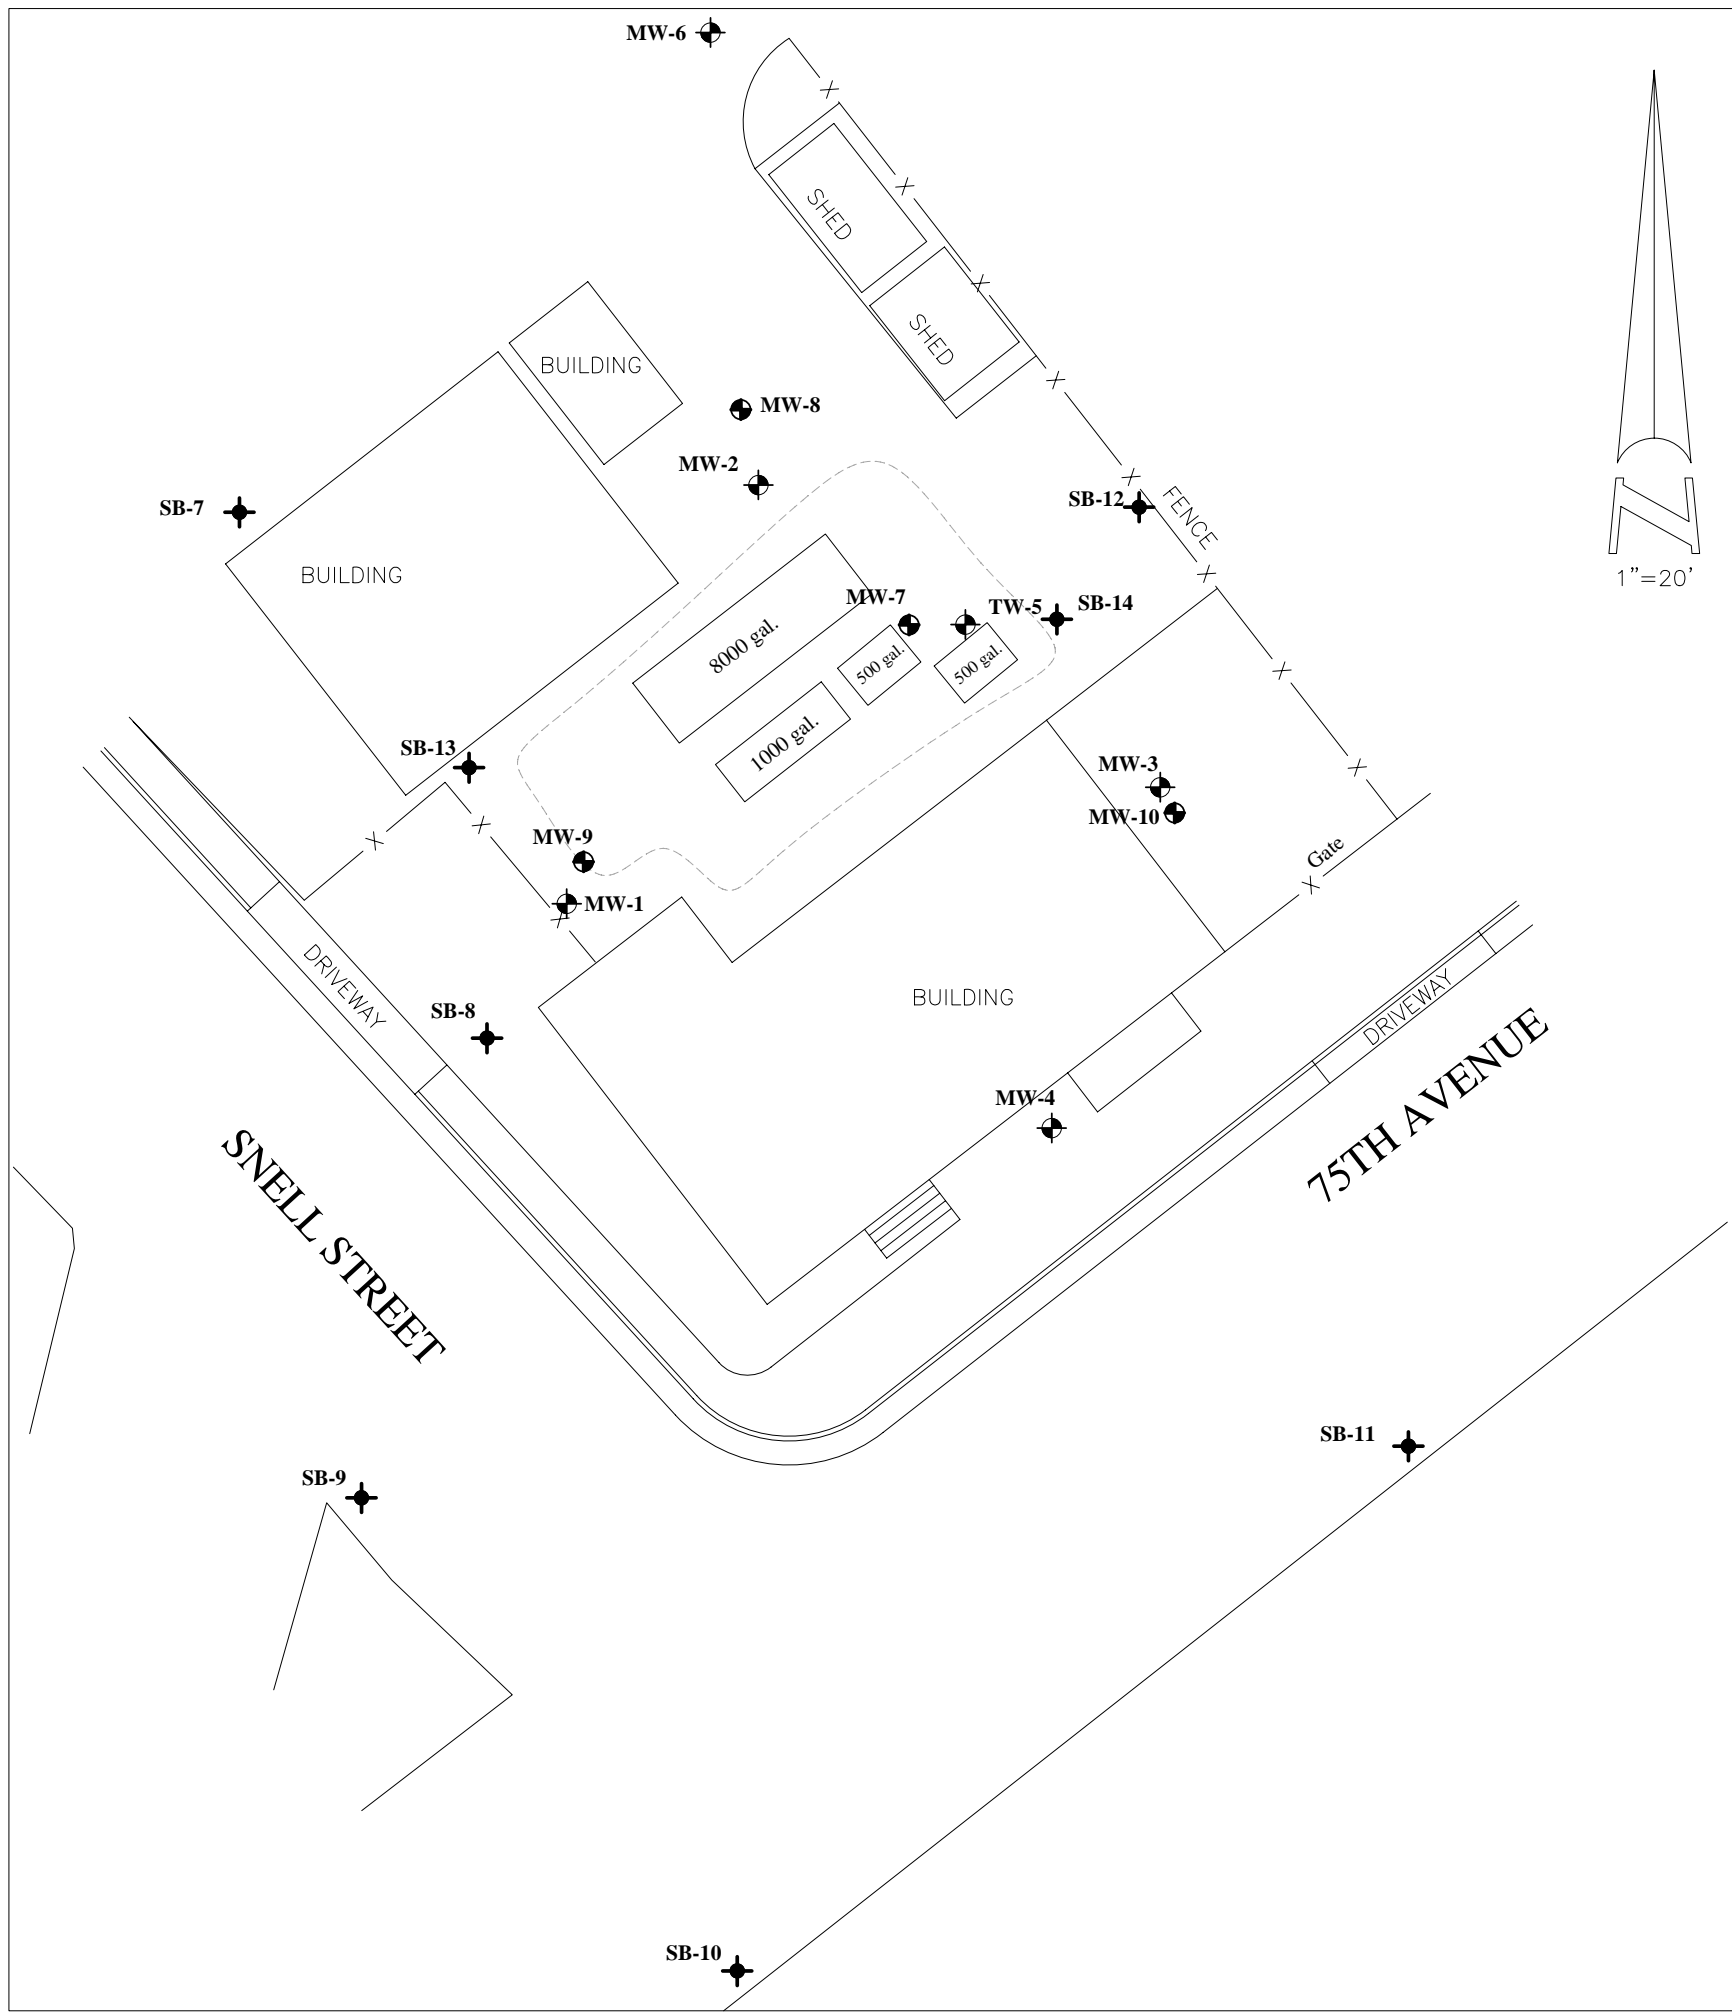 MW-6
SHED
SHED
BUILDING
MW-8
MW-2
SB-7
SB-12
FENCE
BUILDING
1"=20'
N
MW-7
TW-5
SB-14
8000 gal.
500 gal.
500 gal.
1000 gal.
SB-13
MW-3
MW-10
MW-9
Gate
MW-1
DRIVEWAY
BUILDING
SB-8
DRIVEWAY
MW-4
75TH AVENUE
SNELL STREET
SB-11
SB-9
SB-10